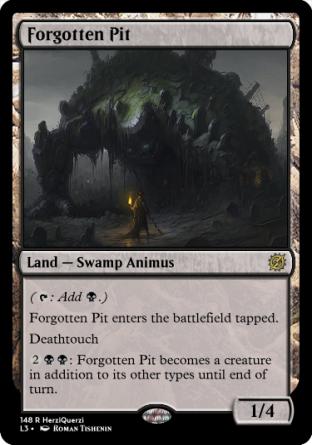 Forgotten Pit
Land — Swamp Animus
( : Add .)
Forgotten Pit enters the battlefield tapped.
Deathtouch
2 : Forgotten Pit becomes a creature
in addition to its other types until end of
turn.
1/4
148 R HerziQuerzi
L3 • Roman Tishenin